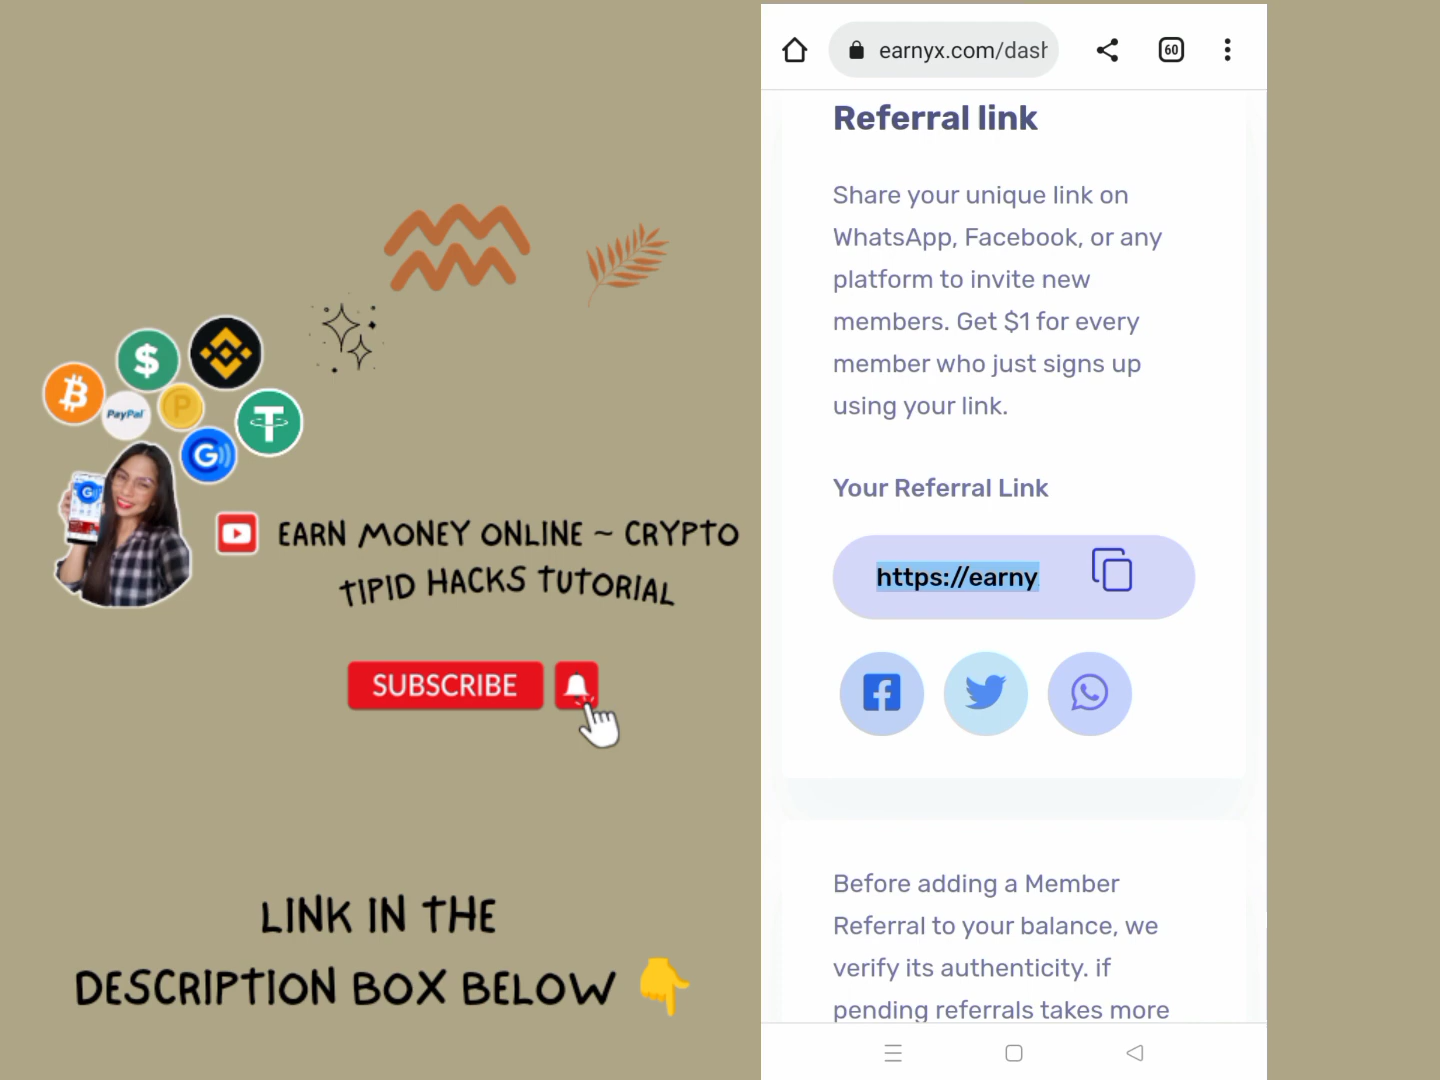 PayPal
P
EARN MONEY ONLINE ~ CRYPTO
TIPID HACKS TUTORIAL
SUBSCRIBE
LINK IN THE
DESCRIPTION BOX BELOW
earnyx.com/dash
60
Referral link
Share your unique link on
WhatsApp, Facebook, or any
platform to invite new
members. Get $1 for every
member who just signs up
using your link.
Your Referral Link
https://earny
Before adding a Member
Referral to your balance, we
verify its authenticity. if
pending referrals takes more